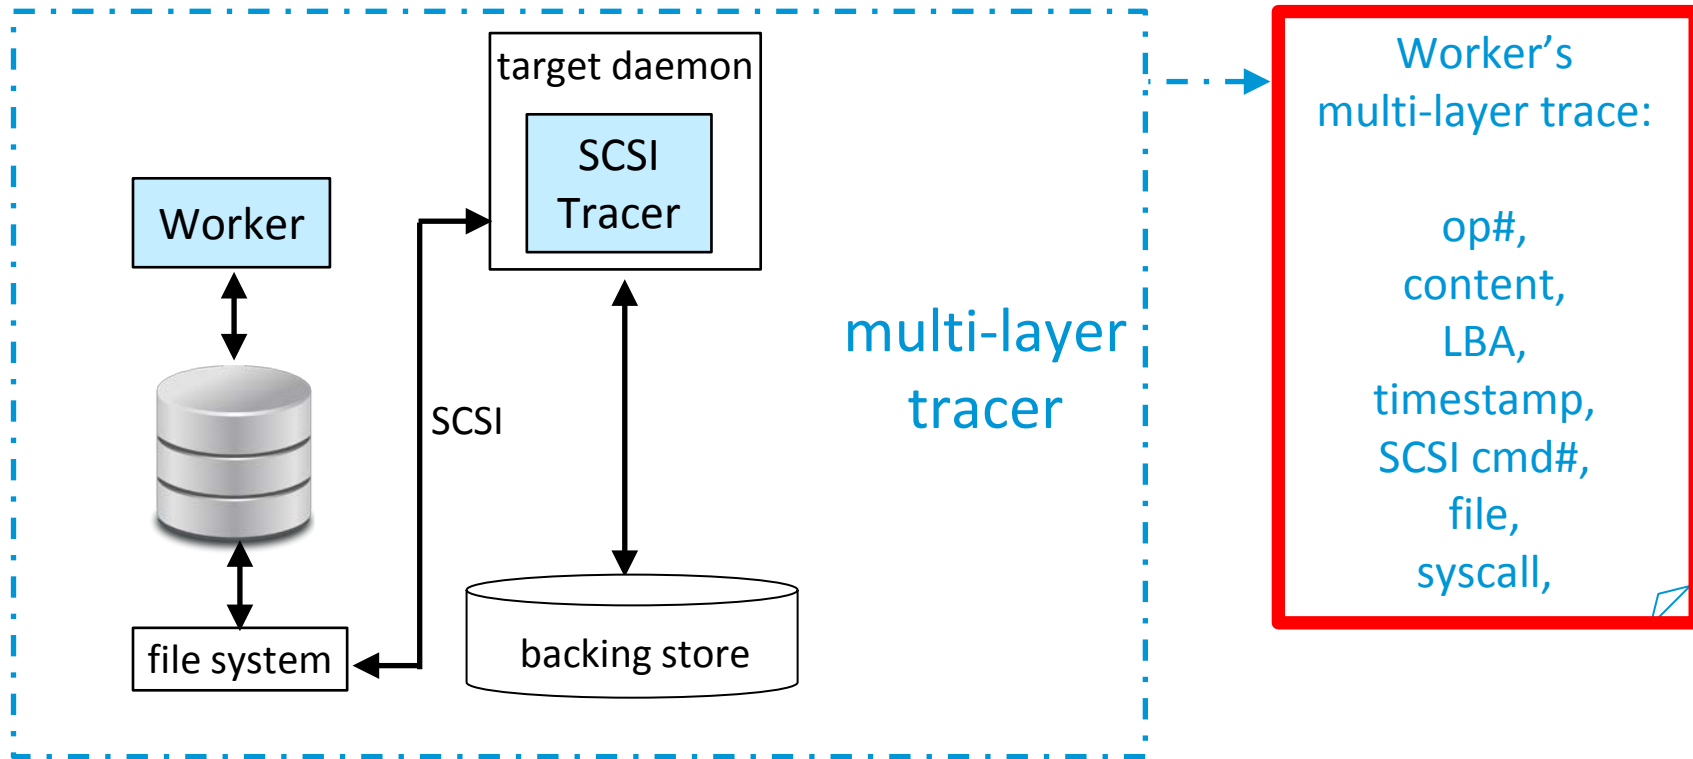 target daemon
SCSI
Tracer
Worker
SCSI
file system
backing store
multi-layer
tracer
Worker’s
multi-layer trace:
op#,
content,
LBA,
timestamp,
SCSI cmd#,
file,
syscall,